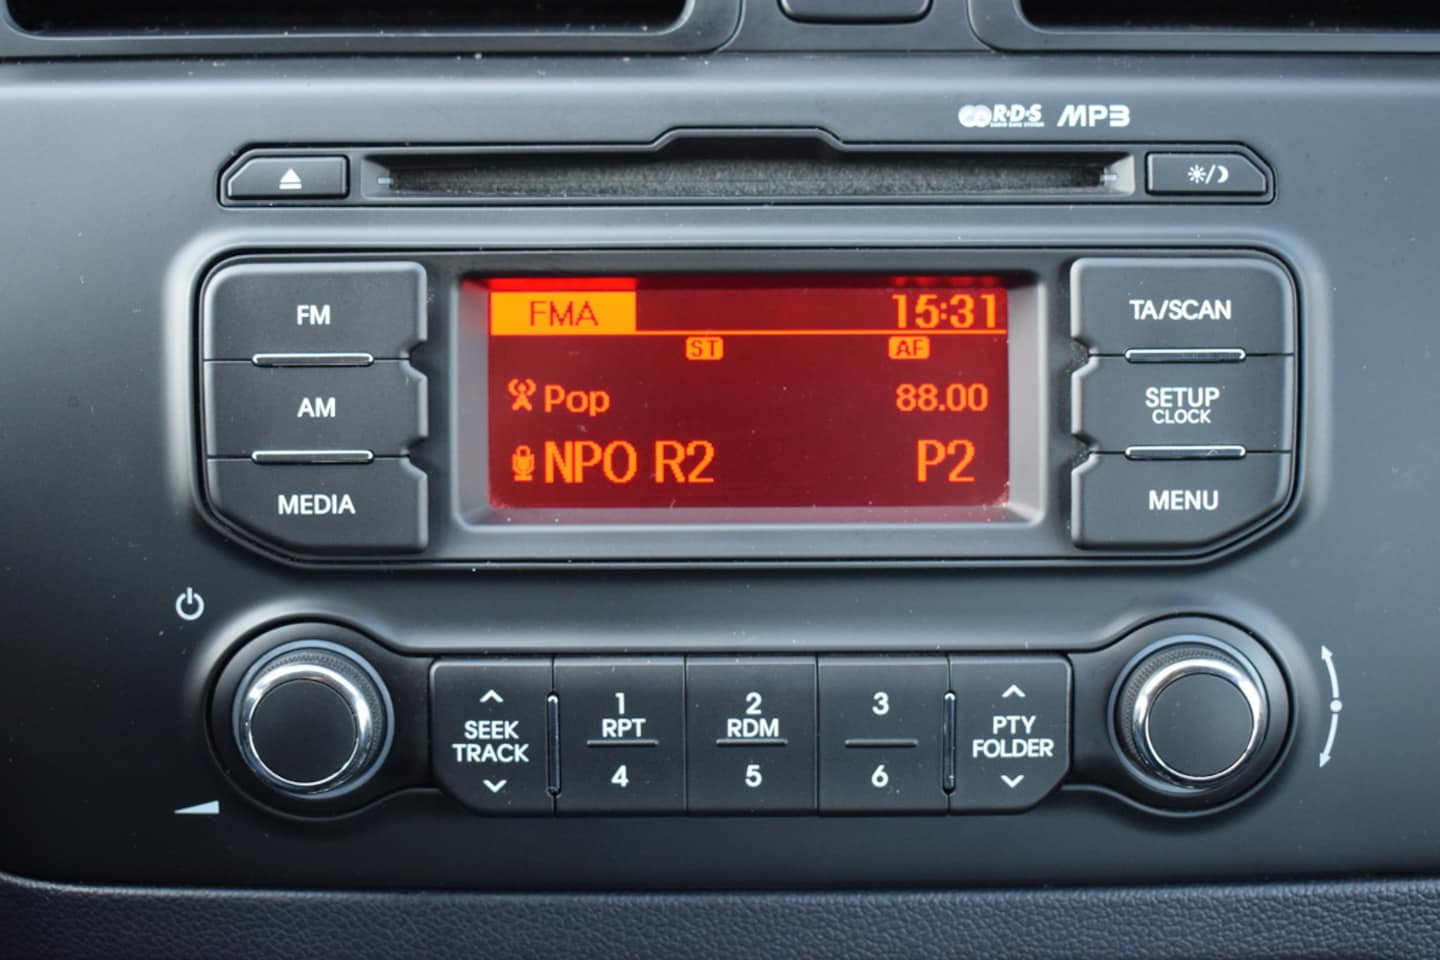 R·D·S MP3
FM
AM
MEDIA
FMA 15:31
ST AF
Pop 88.00
NPO R2 P2
TA/SCAN
SETUP
CLOCK
MENU
SEEK
TRACK
1
RPT
4
2
RDM
5
3
6
PTY
FOLDER